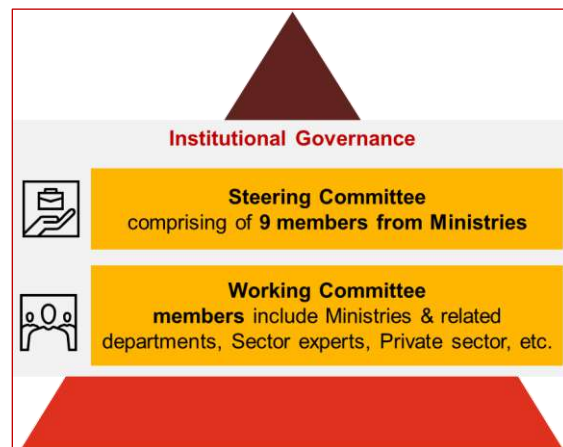 Institutional Governance
Steering Committee
comprising of 9 members from Ministries
Working Committee
members include Ministries & related
departments, Sector experts, Private sector, etc.